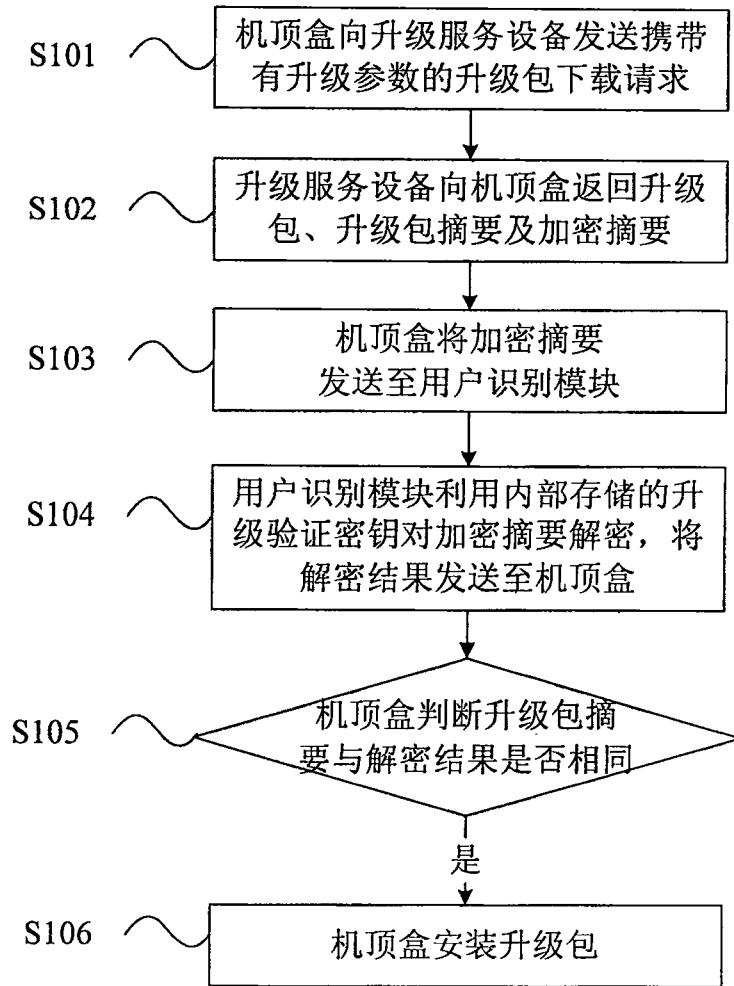 S101
机顶盒向升级服务设备发送携带
有升级参数的升级包下载请求
S102
升级服务设备向机顶盒返回升级
包、升级包摘要及加密摘要
S103
机顶盒将加密摘要
发送至用户识别模块
S104
用户识别模块利用内部存储的升
级验证密钥对加密摘要解密，将
解密结果发送至机顶盒
S105
机顶盒判断升级包摘
要与解密结果是否相同
是
S106
机顶盒安装升级包